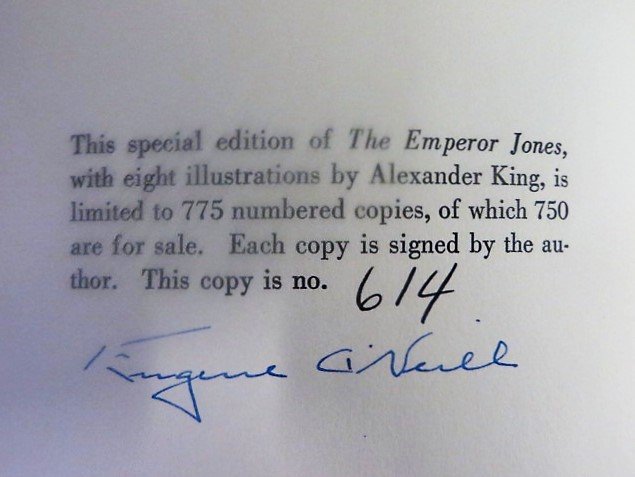 This special edition of The Emperor Jones,
with eight illustrations by Alexander King, is
limited to 775 numbered copies, of which 750
are for sale. Each copy is signed by the au-
thor. This copy is no. 614
Eugene O'Neill